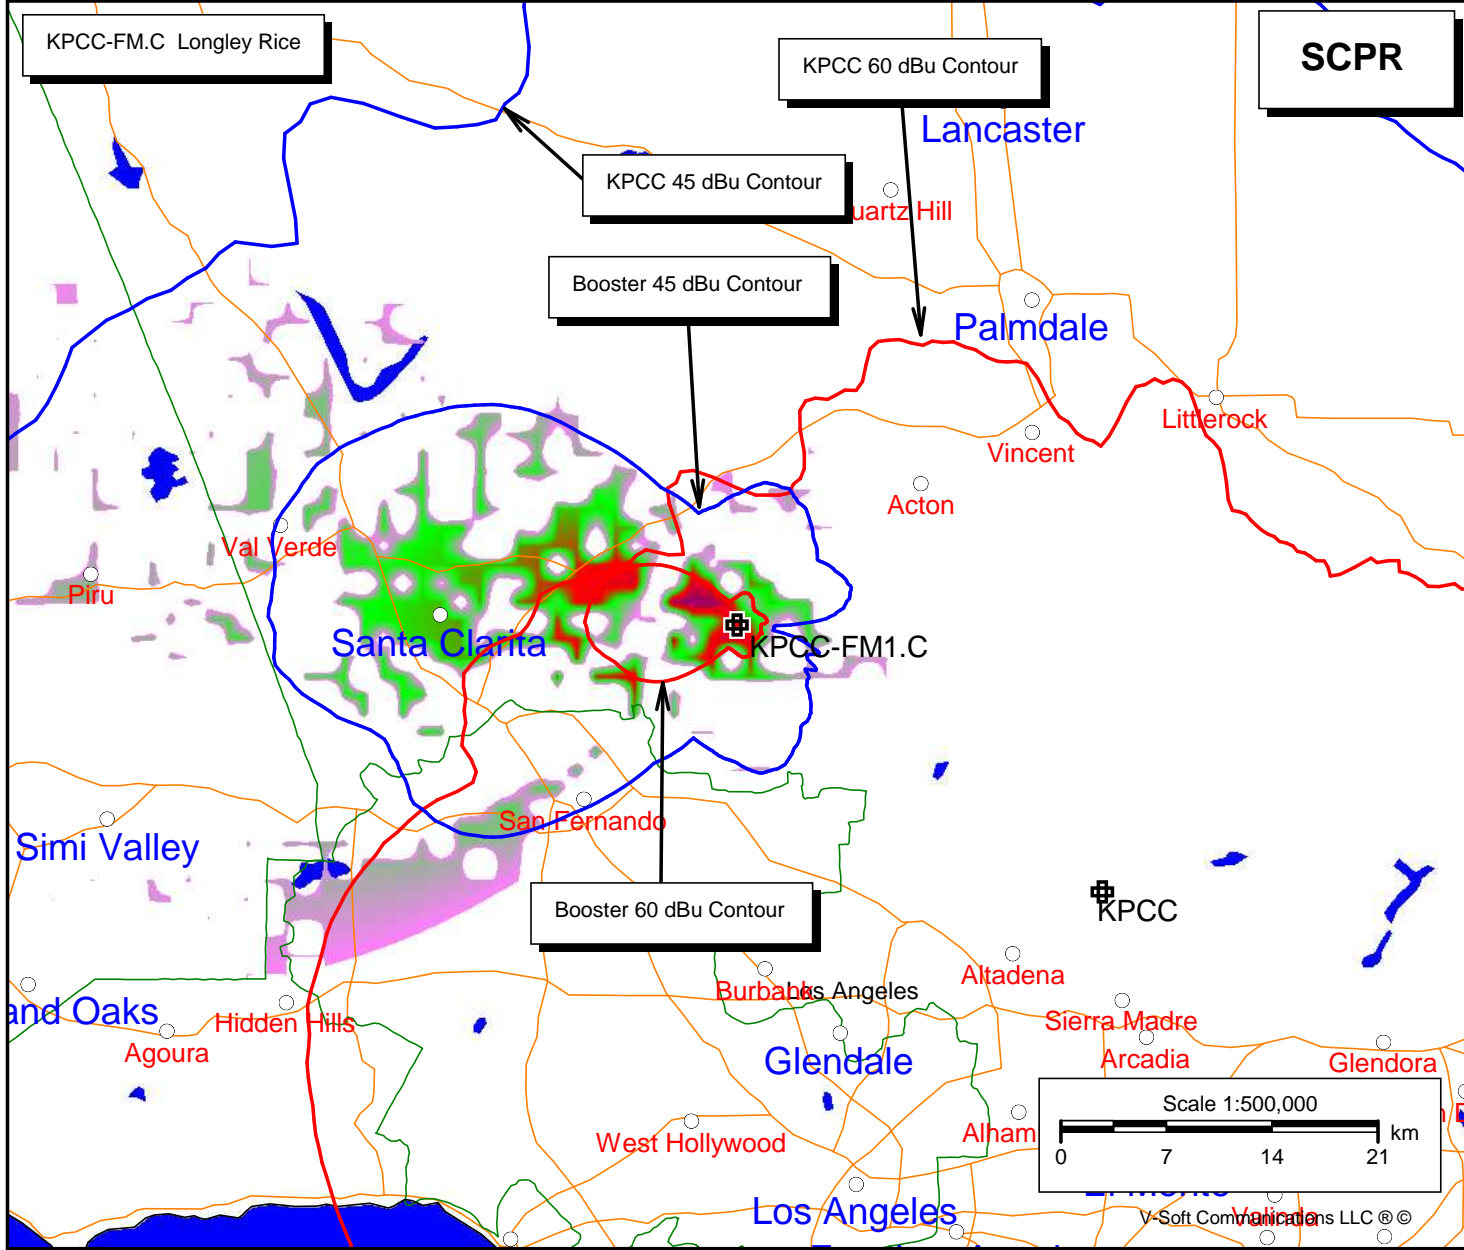 KPCC-FM.C Longley Rice
KPCC 60 dBu Contour
SCPR
Lancaster
KPCC 45 dBu Contour
uartz Hill
Booster 45 dBu Contour
Palmdale
Littlerock
Vincent
Acton
Val Verde
Piru
Santa Clarita
KPCC-FM1.C
San Fernando
Simi Valley
Booster 60 dBu Contour
KPCC
Altadena
Burbank
Los Angeles
and Oaks
Hidden Hills
Agoura
Sierra Madre
Arcadia
Glendale
Glendora
Scale 1:500,000
km
0 7 14 21
West Hollywood
Alham
Los Angeles
V-Soft Communications LLC ® ©
Valinda